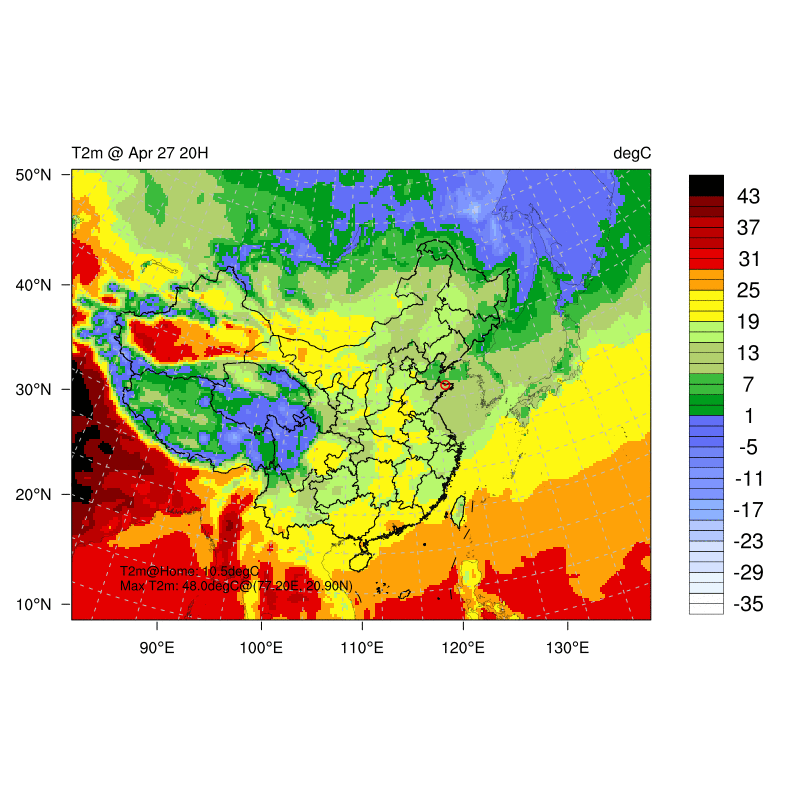 T2m @ Apr 27 20H
degC
50°N
40°N
30°N
20°N
10°N
90°E
100°E
110°E
120°E
130°E
T2m@Home: 10.5degC
Max T2m: 48.0degC@(77.20E, 20.90N)
43
37
31
25
19
13
7
1
-5
-11
-17
-23
-29
-35